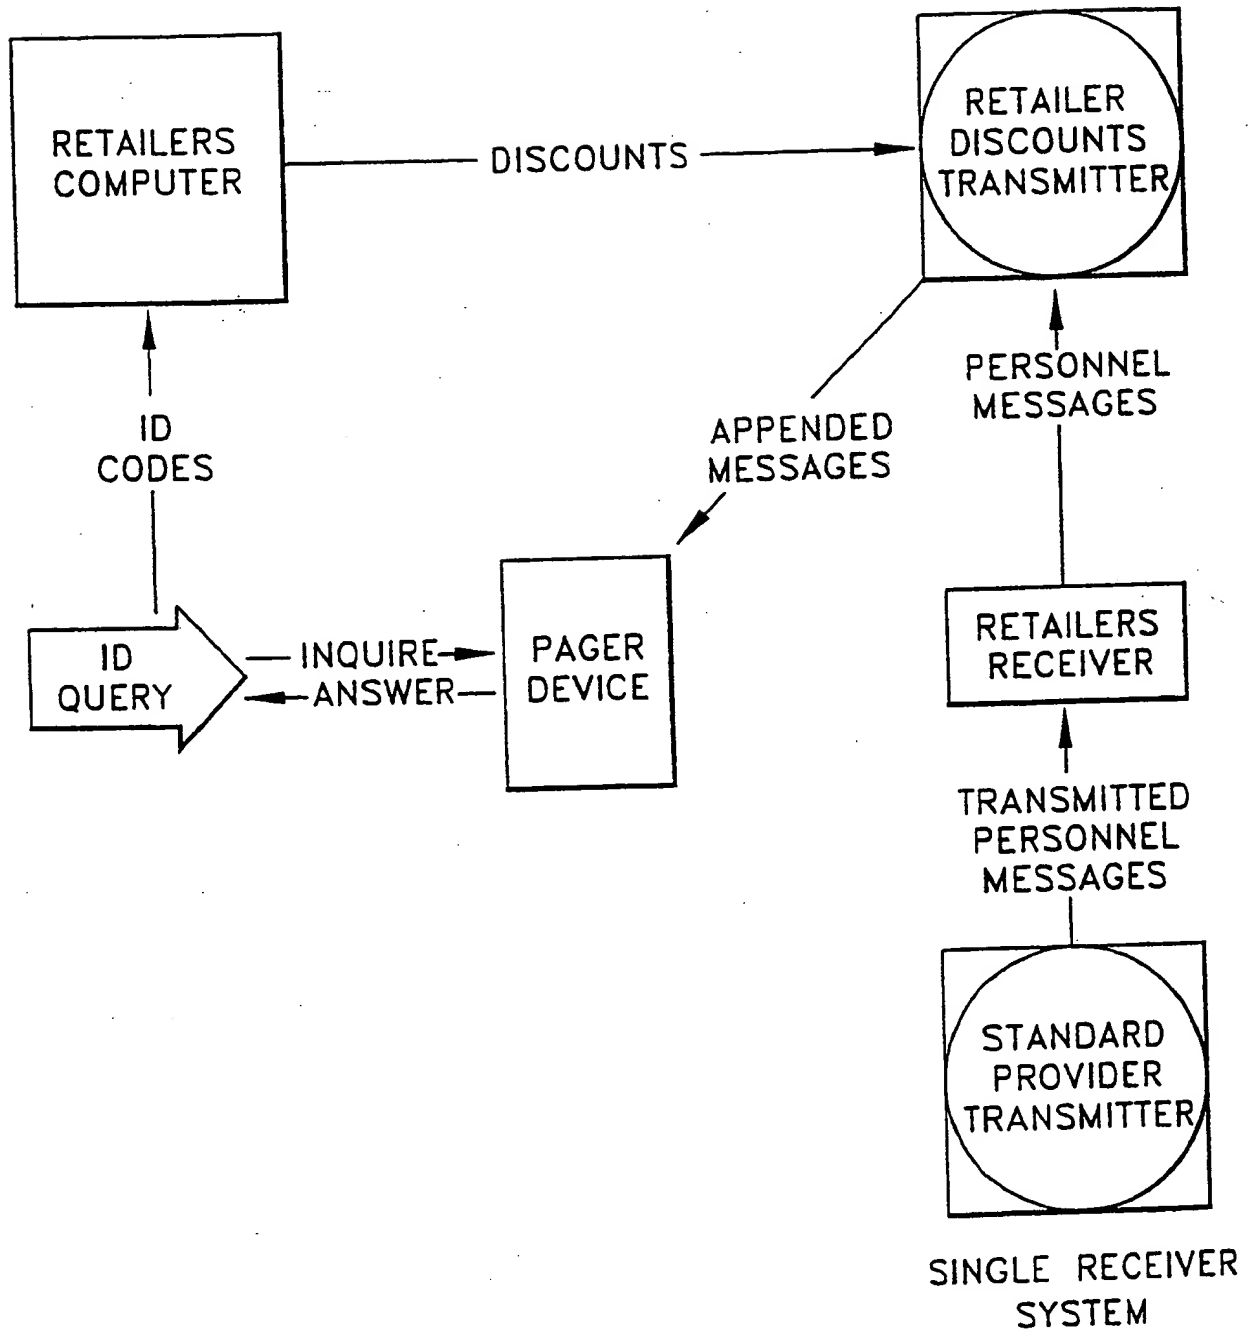 RETAILERS
COMPUTER
DISCOUNTS
RETAILER
DISCOUNTS
TRANSMITTER
ID
CODES
APPENDED
MESSAGES
PERSONNEL
MESSAGES
ID
QUERY
INQUIRE
ANSWER
PAGER
DEVICE
RETAILERS
RECEIVER
TRANSMITTED
PERSONNEL
MESSAGES
STANDARD
PROVIDER
TRANSMITTER
SINGLE RECEIVER
SYSTEM